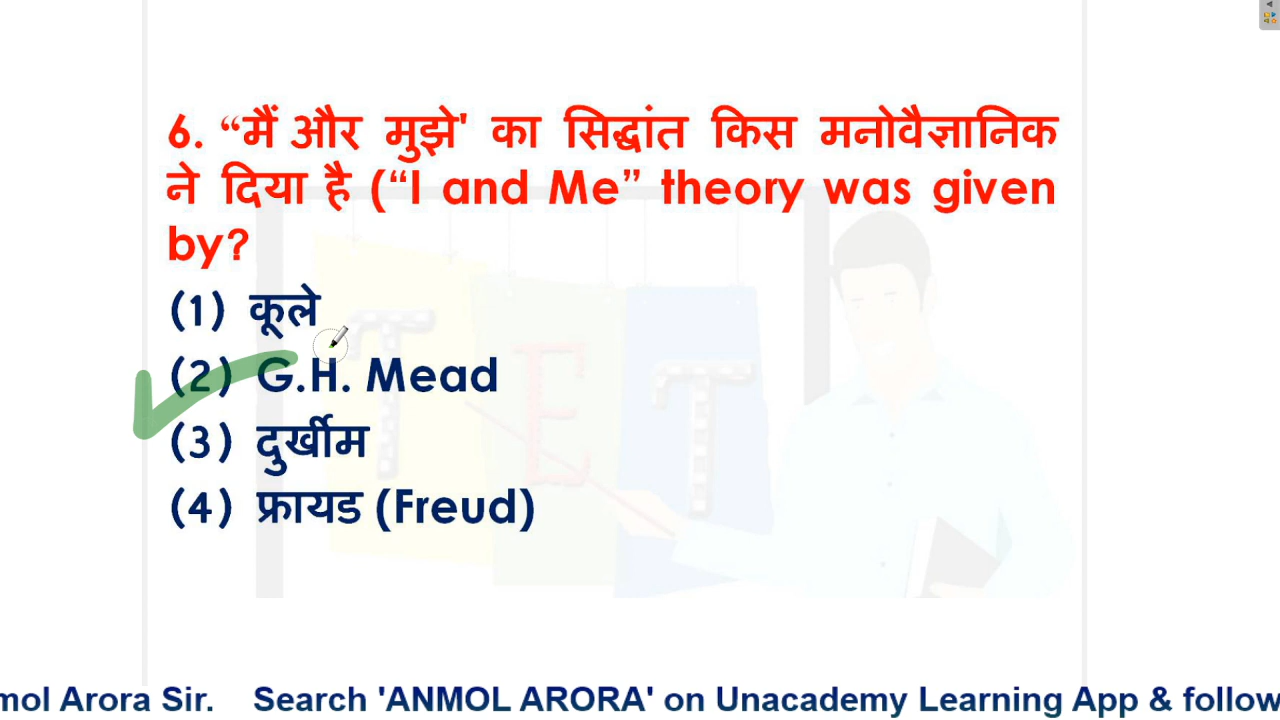 6. “मैं और मुझे' का सिद्धांत किस मनोवैज्ञानिक
ने दिया है (“I and Me” theory was given
by?
(1) कूले
(2) G.H. Mead
(3) दुर्खीम
(4) फ्रायड (Freud)
TET
mol Arora Sir. Search 'ANMOL ARORA' on Unacademy Learning App & follow